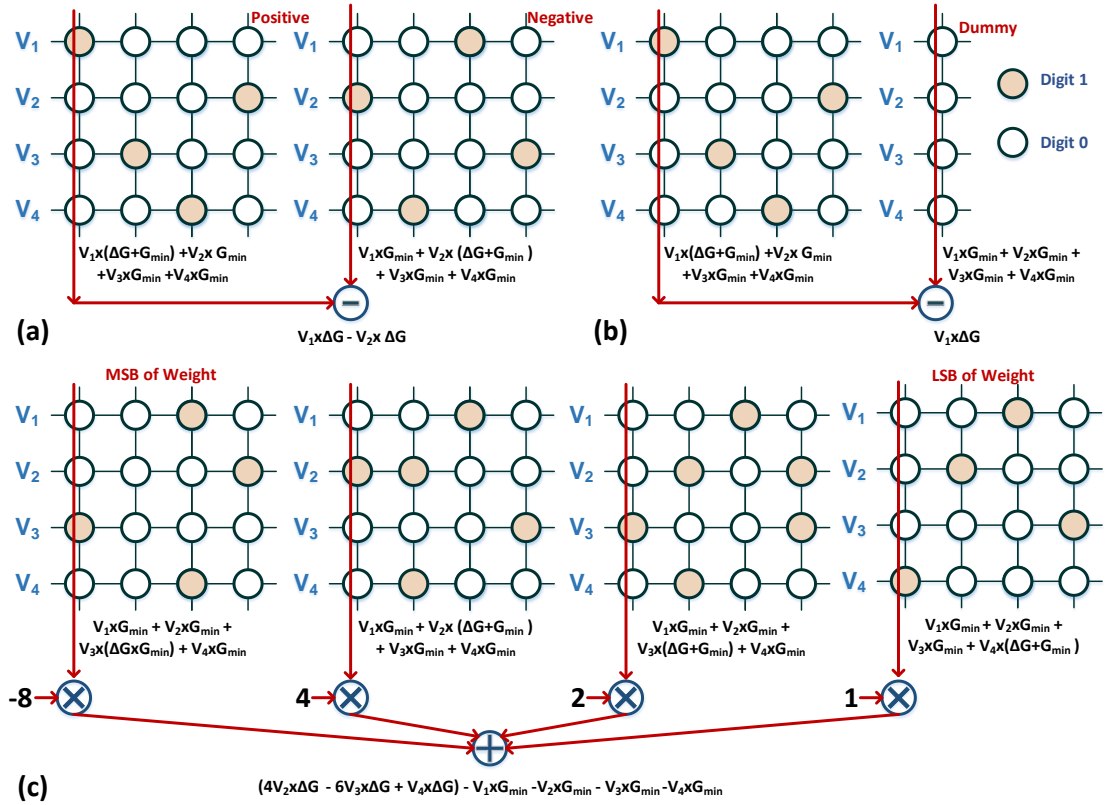 Positive
Negative
V1
V2
V3
V4
V1
V2
V3
V4
V1x(ΔG+Gmin) +V2x Gmin
+V3xGmin +V4xGmin
V1xGmin + V2x (ΔG+Gmin )
+ V3xGmin + V4xGmin
(a)
V1xΔG - V2x ΔG
Dummy
V1
V2
V3
V4
V1
V2
V3
V4
Digit 1
Digit 0
V1x(ΔG+Gmin) +V2x Gmin
+V3xGmin +V4xGmin
V1xGmin + V2xGmin +
V3xGmin + V4xGmin
(b)
V1xΔG
MSB of Weight
LSB of Weight
V1
V2
V3
V4
V1
V2
V3
V4
V1
V2
V3
V4
V1
V2
V3
V4
V1xGmin + V2xGmin +
V3x(ΔGxGmin) + V4xGmin
V1xGmin + V2x (ΔG+Gmin )
+ V3xGmin + V4xGmin
V1xGmin + V2xGmin +
V3x(ΔG+Gmin) + V4xGmin
V1xGmin + V2xGmin +
V3xGmin + V4x(ΔG+Gmin )
-8
4
2
1
(c)
(4V2xΔG - 6V3xΔG + V4xΔG) - V1xGmin -V2xGmin - V3xGmin -V4xGmin